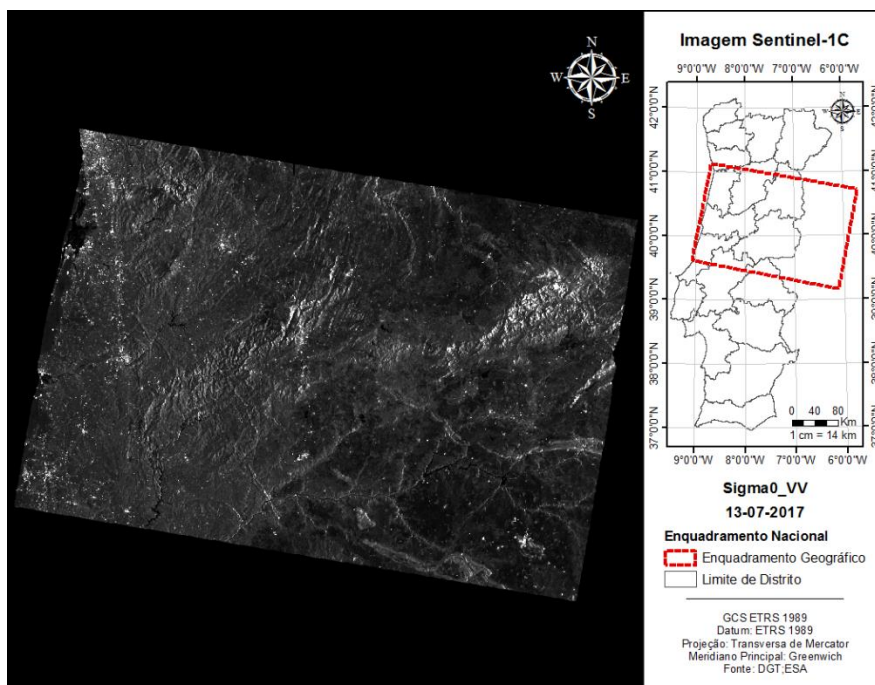 N
W E
S
Imagem Sentinel-1C
9°0'0"W 8°0'0"W 7°0'0"W 6°0'0"W
42°0'0"N
41°0'0"N
40°0'0"N
39°0'0"N
38°0'0"N
37°0'0"N
0 40 80
Km
1 cm = 14 km
9°0'0"W 8°0'0"W 7°0'0"W 6°0'0"W
Sigma0_VV
13-07-2017
Enquadramento Nacional
Enquadramento Geográfico
Limite de Distrito
GCS ETRS 1989
Datum: ETRS 1989
Projeção: Transversa de Mercator
Meridiano Principal: Greenwich
Fonte: DGT;ESA